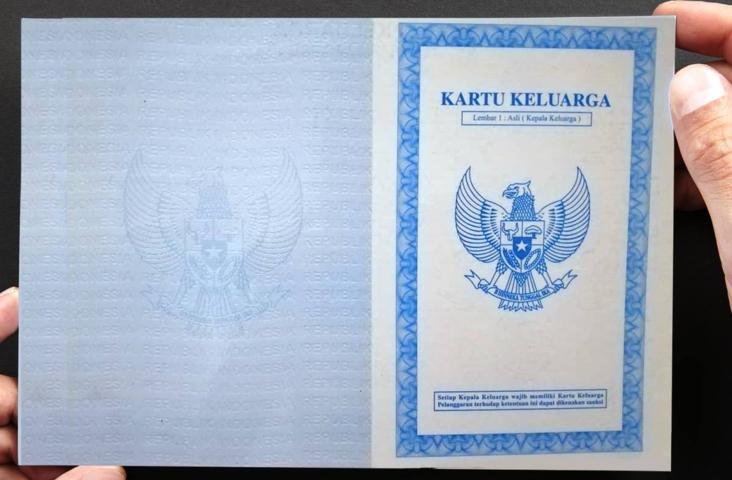 KARTU KELUARGA
Lembar 1 : Asli ( Kepala Keluarga )
BHINNEKA TUNGGAL IKA
Setiap Kepala Keluarga wajib memiliki Kartu Keluarga
Pelanggaran terhadap ketentuan ini dapat dikenakan sanksi